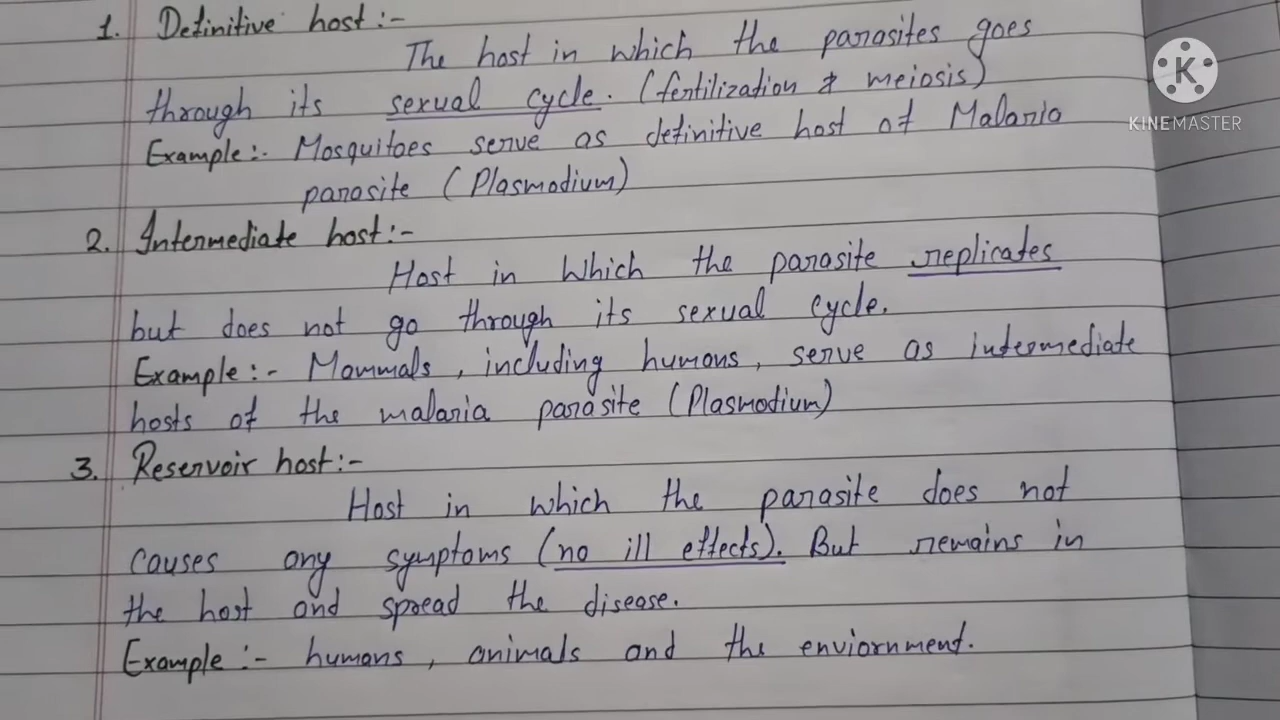 1. Definitive host :-
The host in which the parasites goes
through its sexual cycle. (fertilization & meiosis)
Example :- Mosquitoes serve as definitive host of Malaria
parasite (Plasmodium)
2. Intermediate host :-
Host in which the parasite replicates
but does not go through its sexual cycle.
Example :- Mammals, including humans, serve as intermediate
hosts of the malaria parasite (Plasmodium)
3. Reservoir host :-
Host in which the parasite does not
causes any symptoms (no ill effects). But remains in
the host and spread the disease.
Example :- humans, animals and the enviornment.
K
KINEMASTER